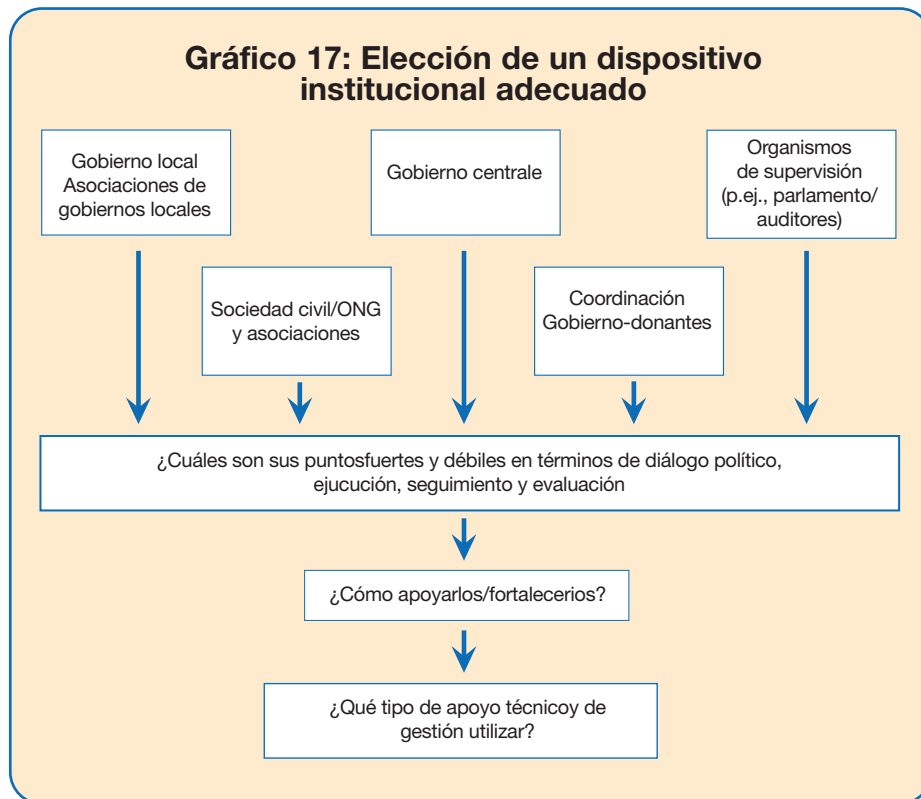 Gráfico 17: Elección de un dispositivo
institucional adecuado
Gobierno local
Asociaciones de
gobiernos locales
Gobierno centrale
Organismos
de supervisión
(p.ej., parlamento/
auditores)
Sociedad civil/ONG
y asociaciones
Coordinación
Gobierno-donantes
¿Cuáles son sus puntosfuertes y débiles en términos de diálogo político,
ejucución, seguimiento y evaluación
¿Cómo apoyarlos/fortalecerios?
¿Qué tipo de apoyo técnicoy de
gestión utilizar?